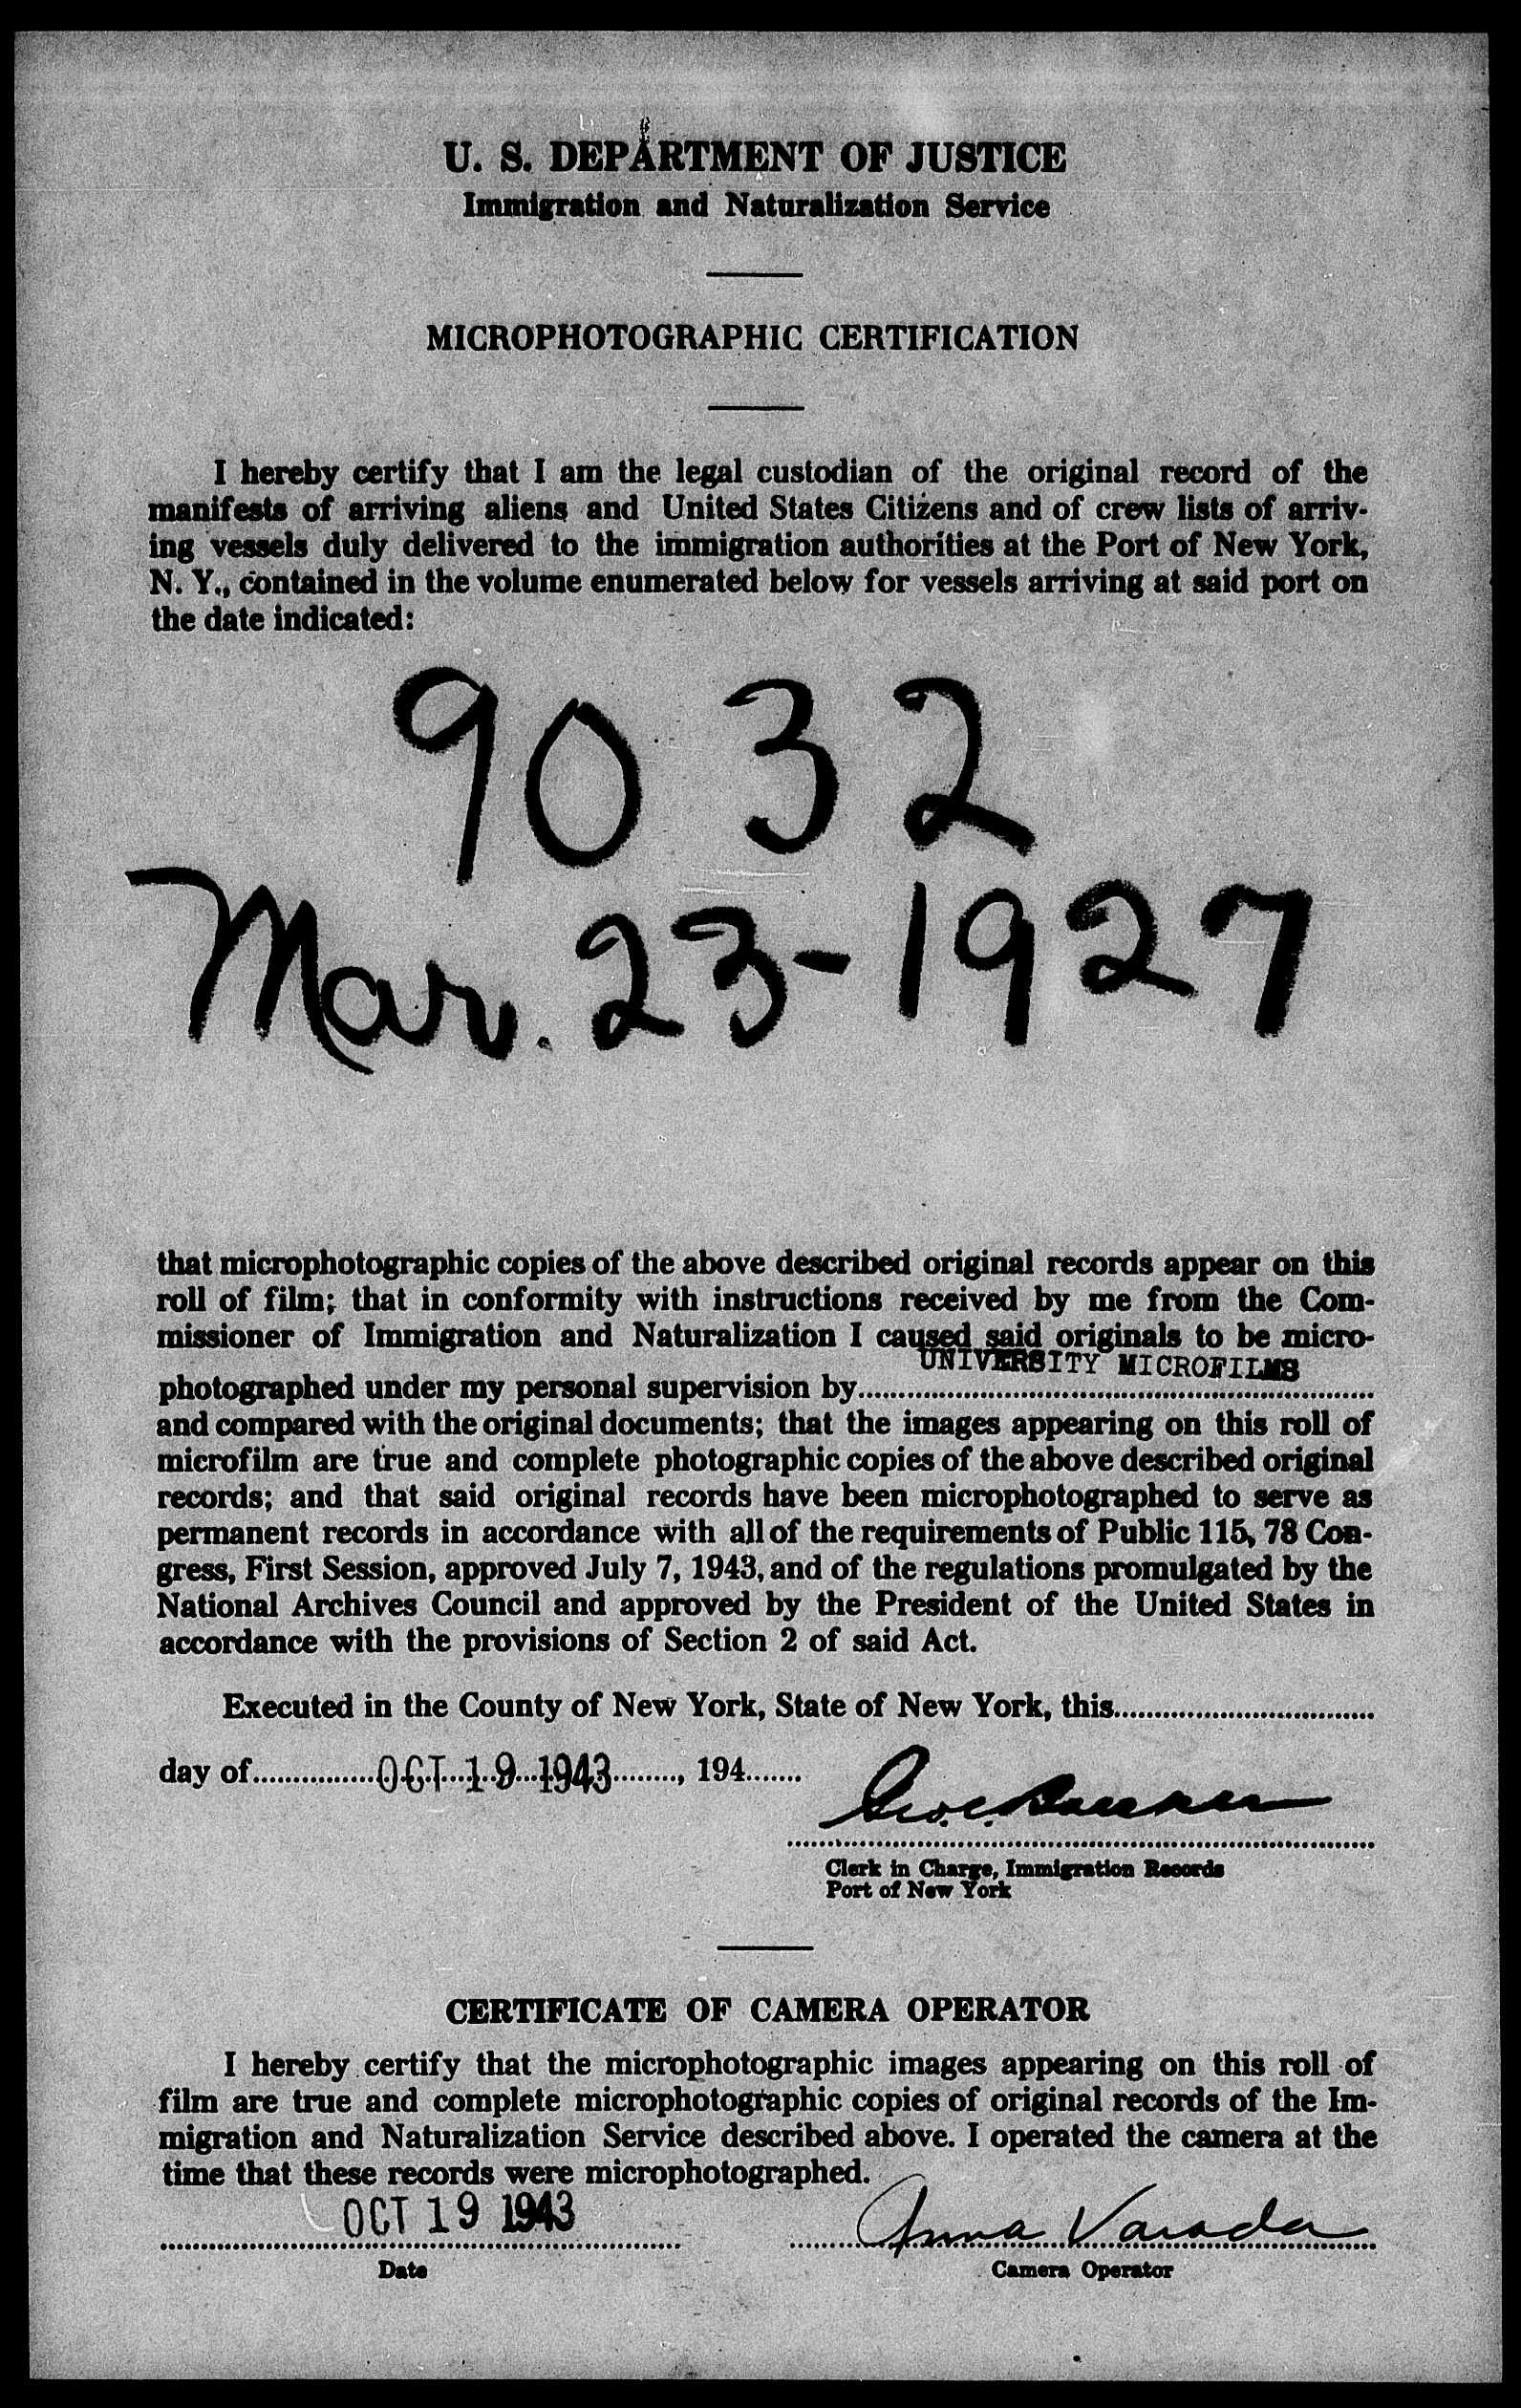 U. S. DEPARTMENT OF JUSTICE
Immigration and Naturalization Service
MICROPHOTOGRAPHIC CERTIFICATION
I hereby certify that I am the legal custodian of the original record of the
manifests of arriving aliens and United States Citizens and of crew lists of arriv-
ing vessels duly delivered to the immigration authorities at the Port of New York,
N. Y., contained in the volume enumerated below for vessels arriving at said port on
the date indicated:
9032
Mar. 23-1927
that microphotographic copies of the above described original records appear on this
roll of film; that in conformity with instructions received by me from the Com-
missioner of Immigration and Naturalization I caused said originals to be micro-
UNIVERSITY MICROFILMS
photographed under my personal supervision by
and compared with the original documents; that the images appearing on this roll of
microfilm are true and complete photographic copies of the above described original
records; and that said original records have been microphotographed to serve as
permanent records in accordance with all of the requirements of Public 115, 78 Con-
gress, First Session, approved July 7, 1943, and of the regulations promulgated by the
National Archives Council and approved by the President of the United States in
accordance with the provisions of Section 2 of said Act.
Executed in the County of New York, State of New York, this
day of OCT 19 1943, 194
Clerk in Charge, Immigration Records
Port of New York
CERTIFICATE OF CAMERA OPERATOR
I hereby certify that the microphotographic images appearing on this roll of
film are true and complete microphotographic copies of original records of the Im-
migration and Naturalization Service described above. I operated the camera at the
time that these records were microphotographed.
OCT 19 1943 Anna Varada
Date Camera Operator